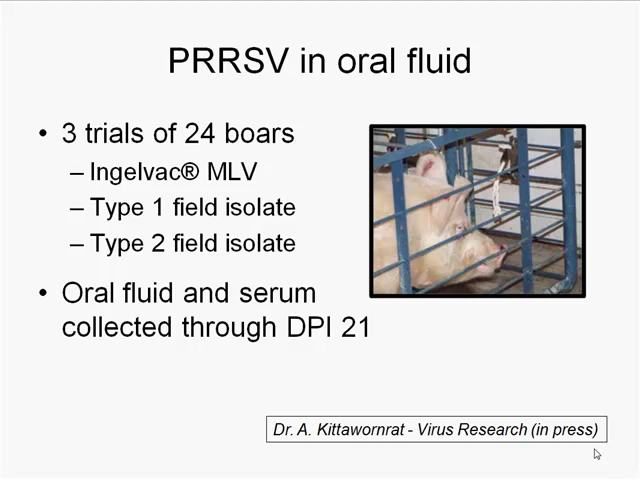 PRRSV in oral fluid
• 3 trials of 24 boars
– Ingelvac® MLV
– Type 1 field isolate
– Type 2 field isolate
• Oral fluid and serum
collected through DPI 21
Dr. A. Kittawornrat - Virus Research (in press)